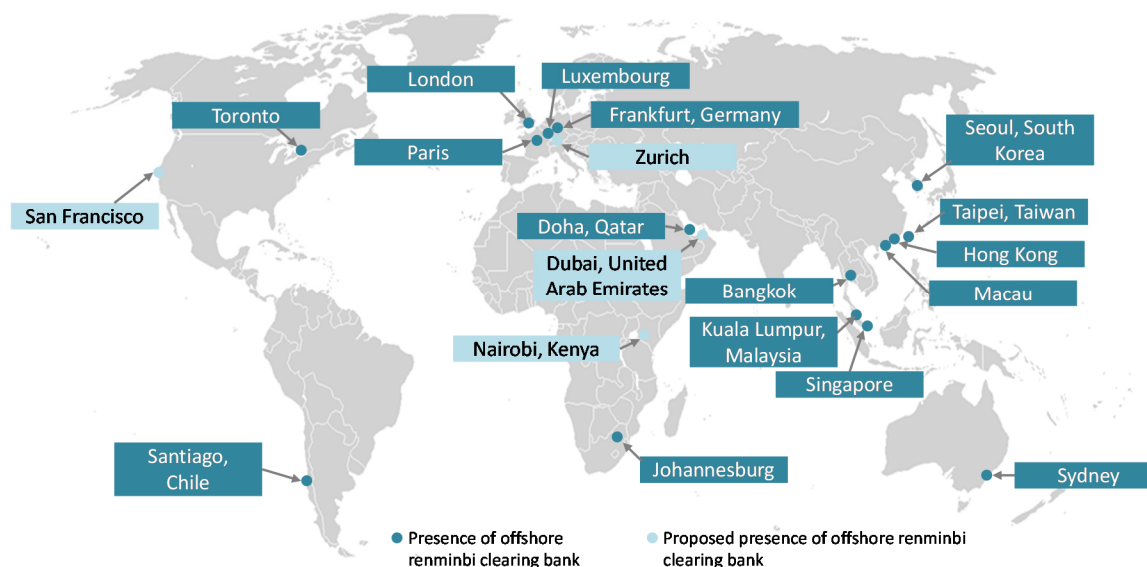 London
Luxembourg
Toronto
Frankfurt, Germany
Seoul, South
Korea
Paris
Zurich
San Francisco
Taipei, Taiwan
Doha, Qatar
Hong Kong
Dubai, United
Arab Emirates
Bangkok
Macau
Nairobi, Kenya
Kuala Lumpur,
Malaysia
Singapore
Santiago,
Chile
Johannesburg
Sydney
Presence of offshore
renminbi clearing bank
Proposed presence of offshore renminbi
clearing bank